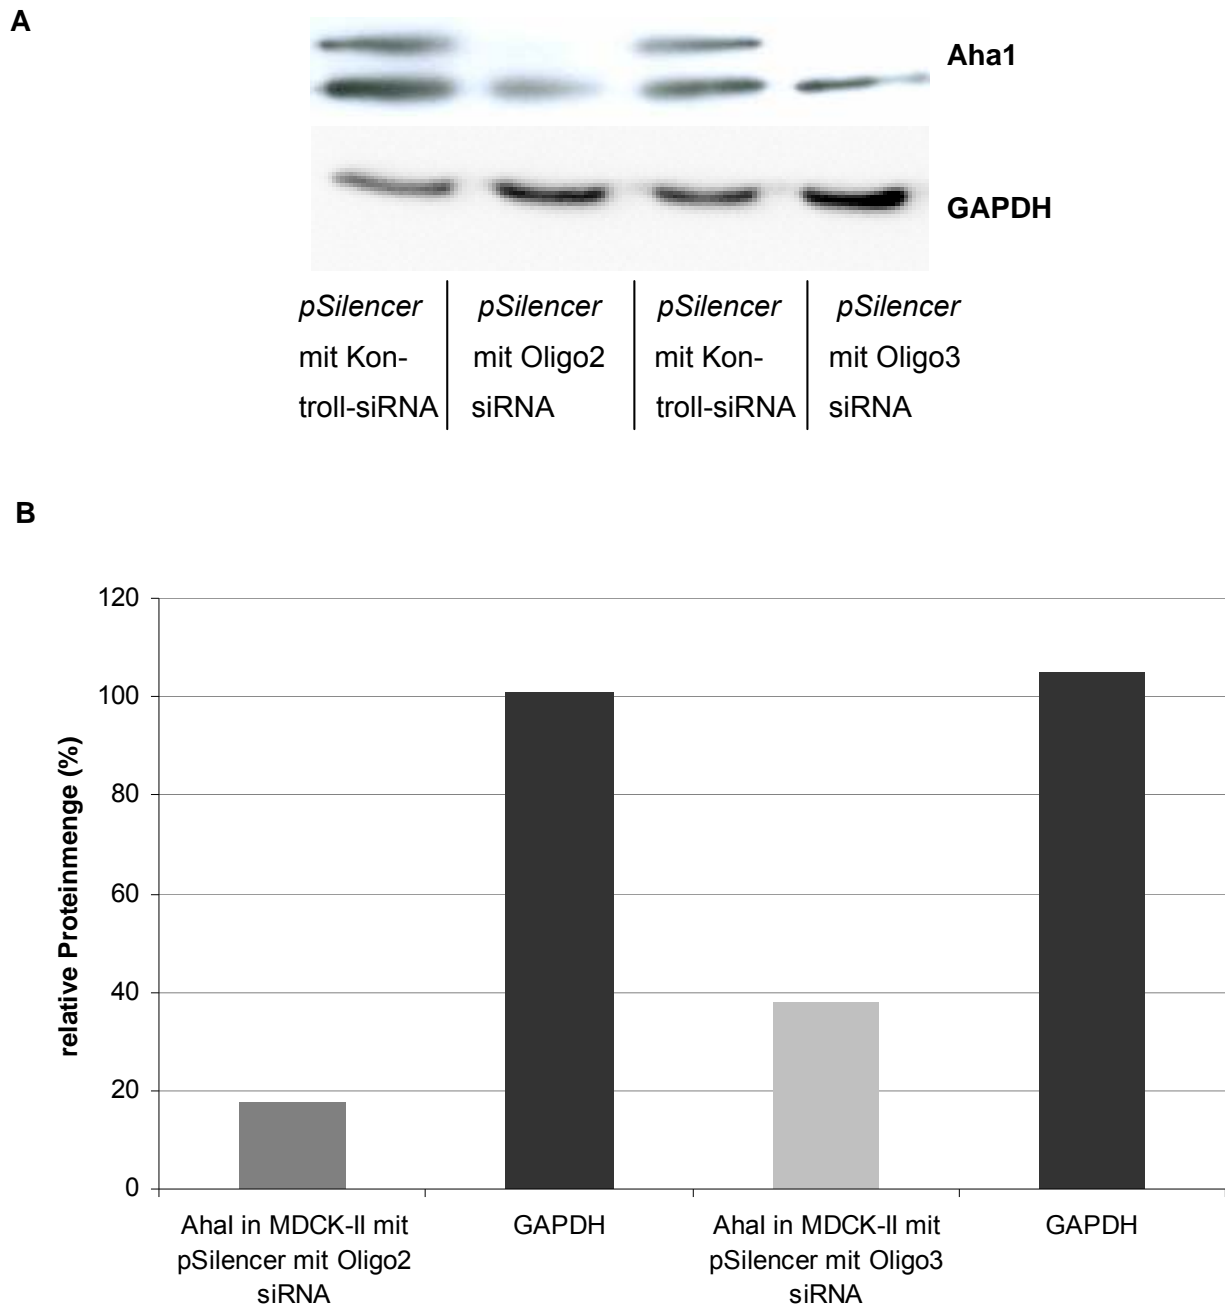 A
Aha1
GAPDH
pSilencer
mit Kon-
troll-siRNA
pSilencer
mit Oligo2
siRNA
pSilencer
mit Kon-
troll-siRNA
pSilencer
mit Oligo3
siRNA
B
relative Proteinmenge (%)
120
100
80
60
40
20
0
Ahal in MDCK-II mit
pSilencer mit Oligo2
siRNA
GAPDH
Ahal in MDCK-II mit
pSilencer mit Oligo3
siRNA
GAPDH